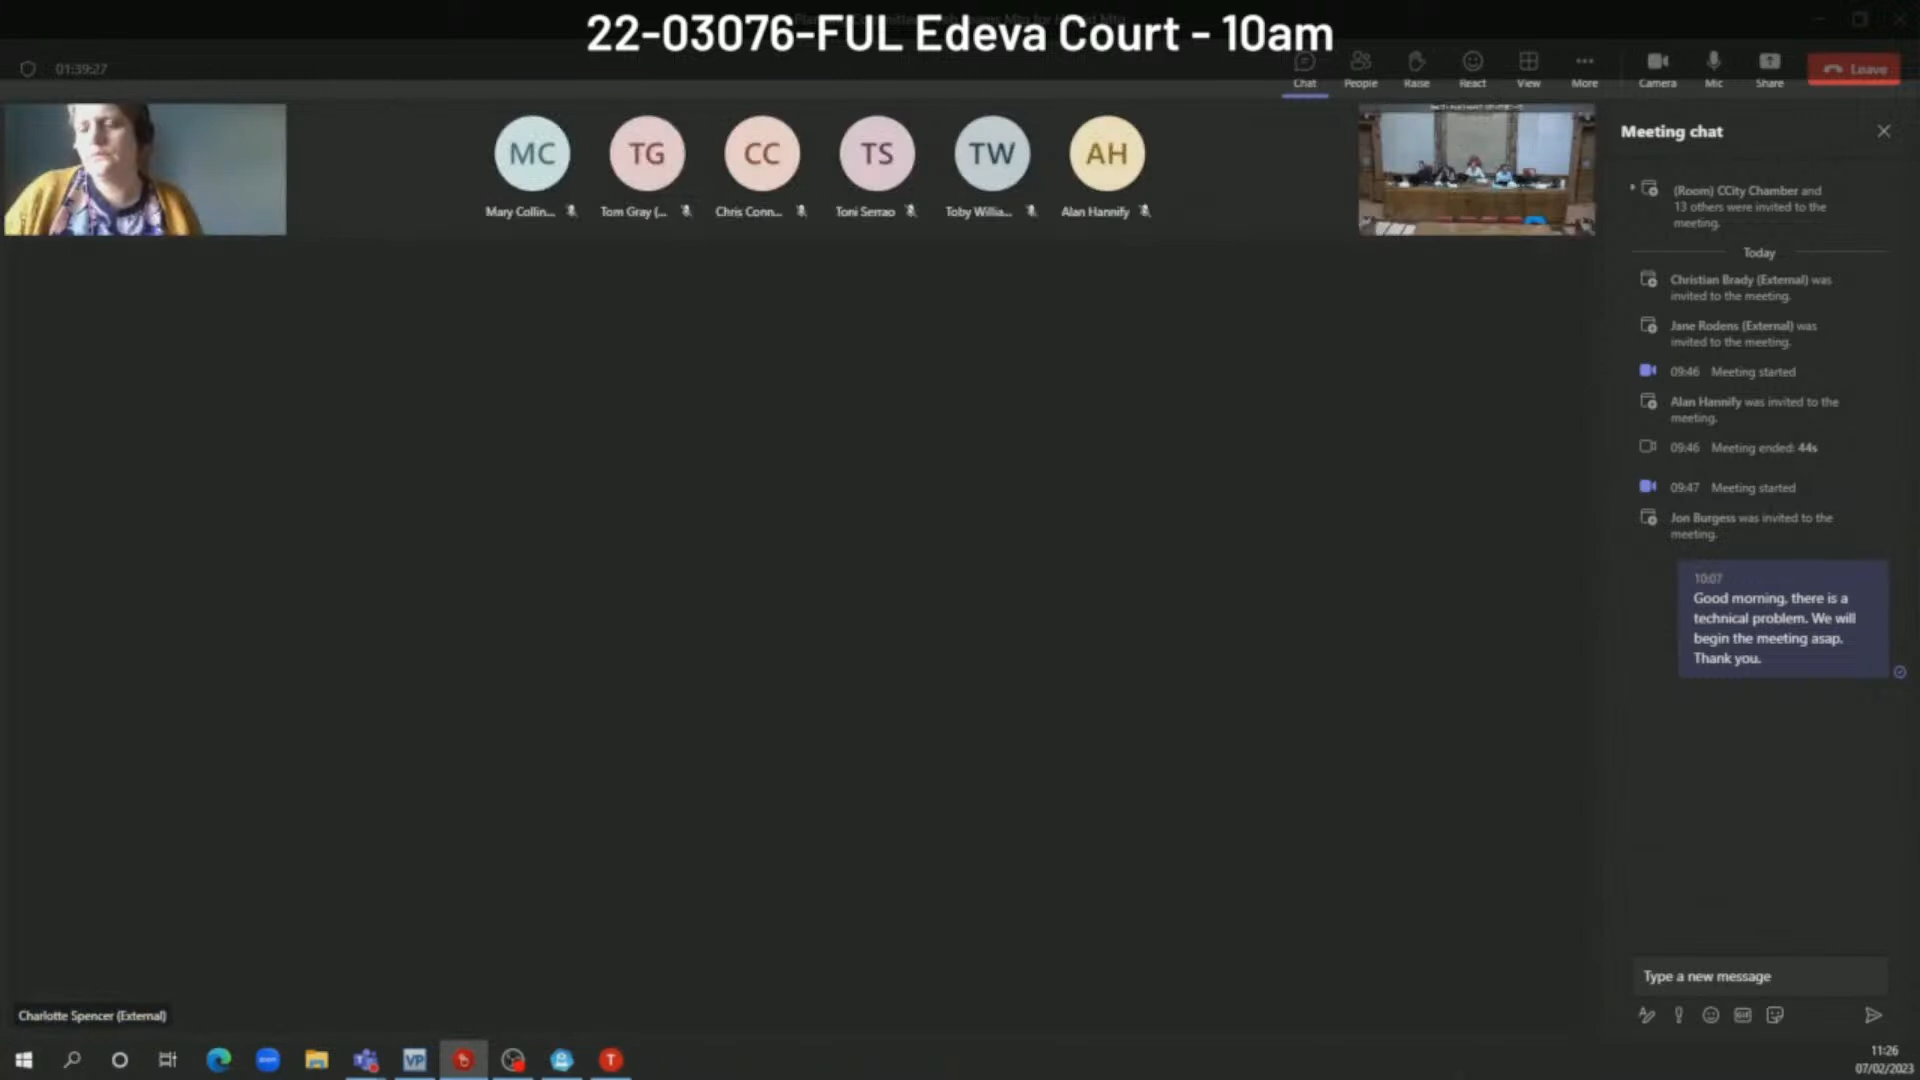 22-03076-FUL Edeva Court - 10am
01:39:27
Chat
People
Raise
React
View
More
Camera
Mic
Share
Leave
MC
TG
CC
TS
TW
AH
Mary Collin...
Tom Gray (...
Chris Conn...
Toni Serrao
Toby Willia...
Alan Hannify
Meeting chat
(Room) CCity Chamber and
13 others were invited to the
meeting.
Today
Christian Brady (External) was
invited to the meeting.
Jane Rodens (External) was
invited to the meeting.
09:46 Meeting started
Alan Hannify was invited to the
meeting.
09:46 Meeting ended: 44s
09:47 Meeting started
Jon Burgess was invited to the
meeting.
10:07
Good morning, there is a
technical problem. We will
begin the meeting asap.
Thank you.
Type a new message
GIF
Charlotte Spencer (External)
VP
T
11:26
07/02/2023